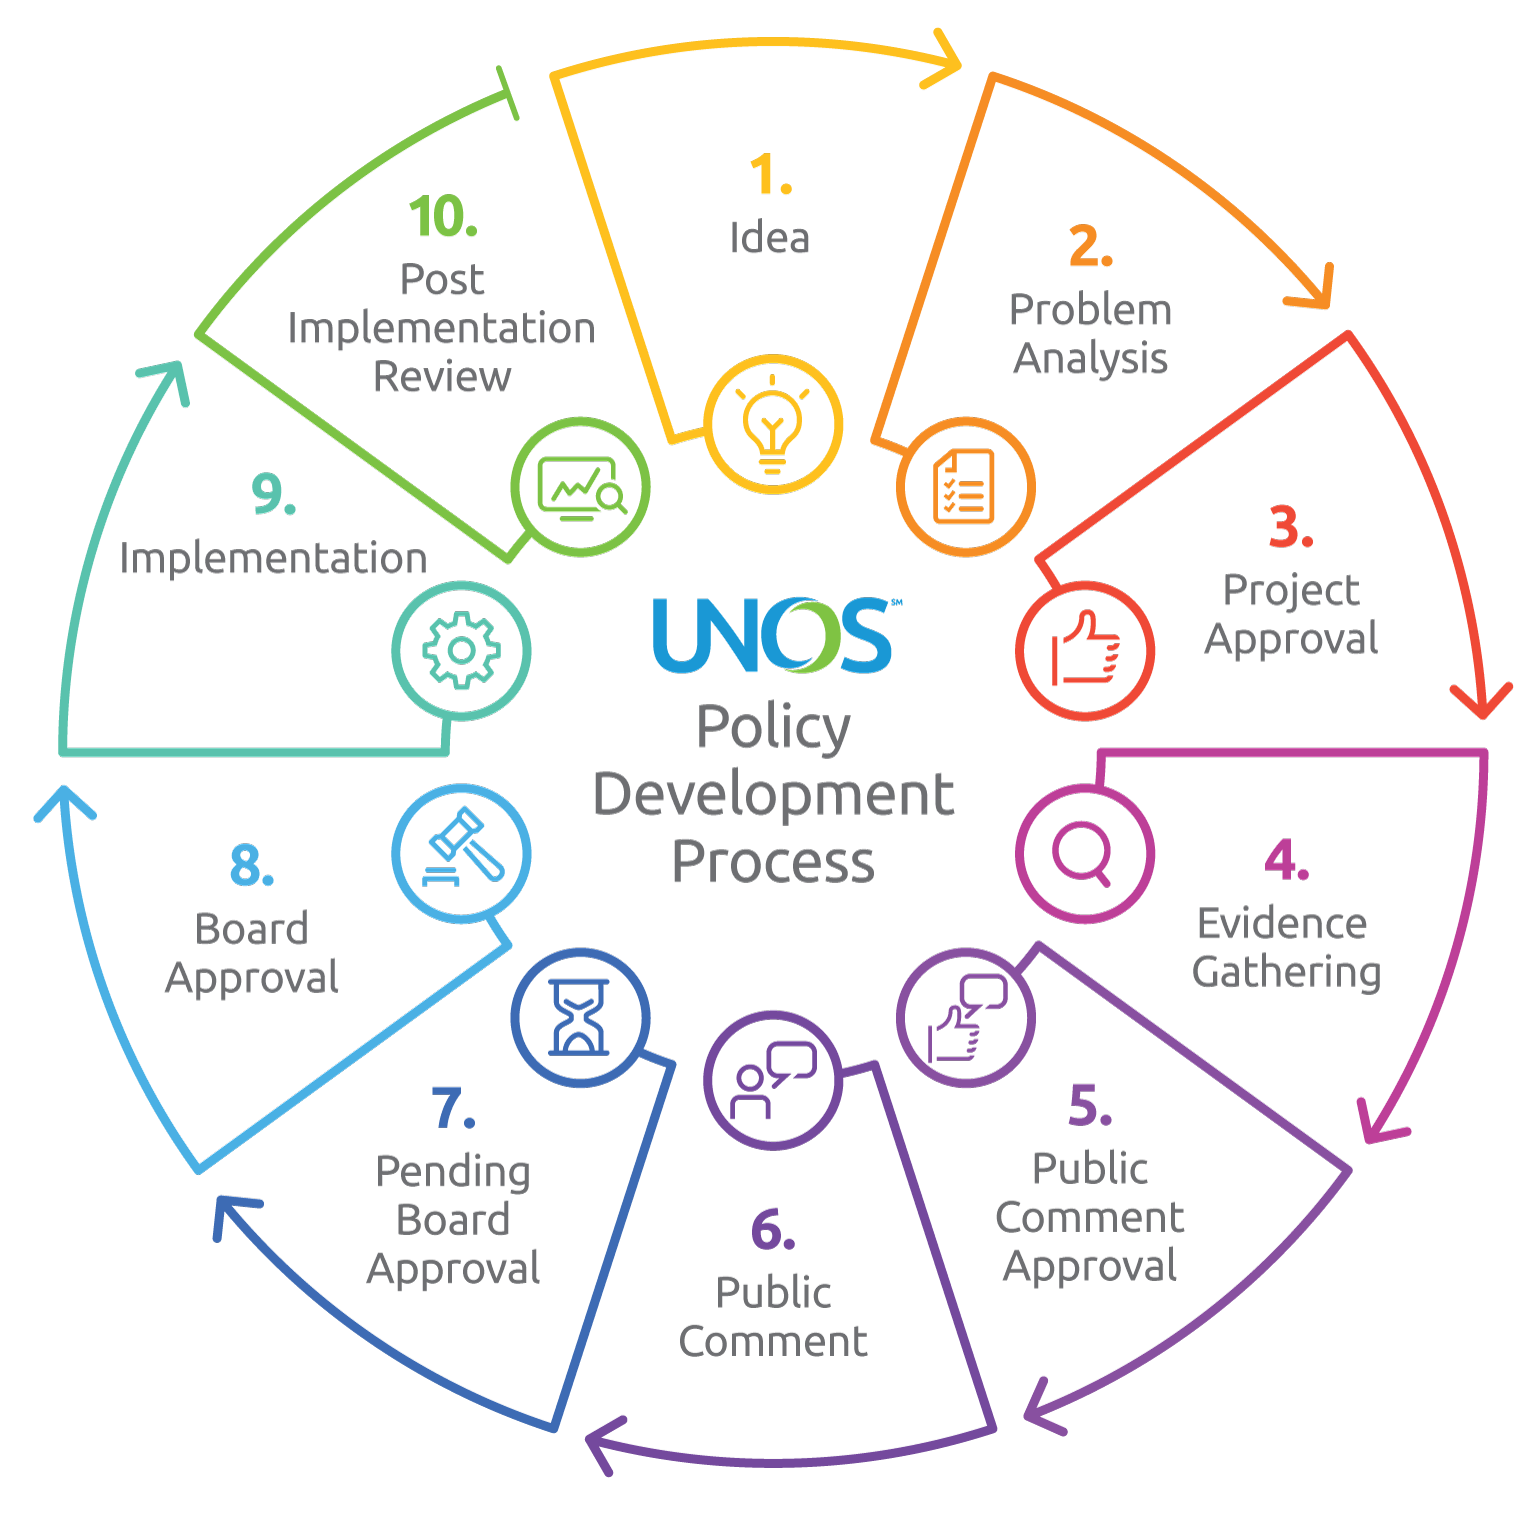 1.
Idea
2.
Problem
Analysis
3.
Project
Approval
4.
Evidence
Gathering
5.
Public
Comment
Approval
6.
Public
Comment
7.
Pending
Board
Approval
8.
Board
Approval
9.
Implementation
10.
Post
Implementation
Review
UNOS℠
Policy
Development
Process